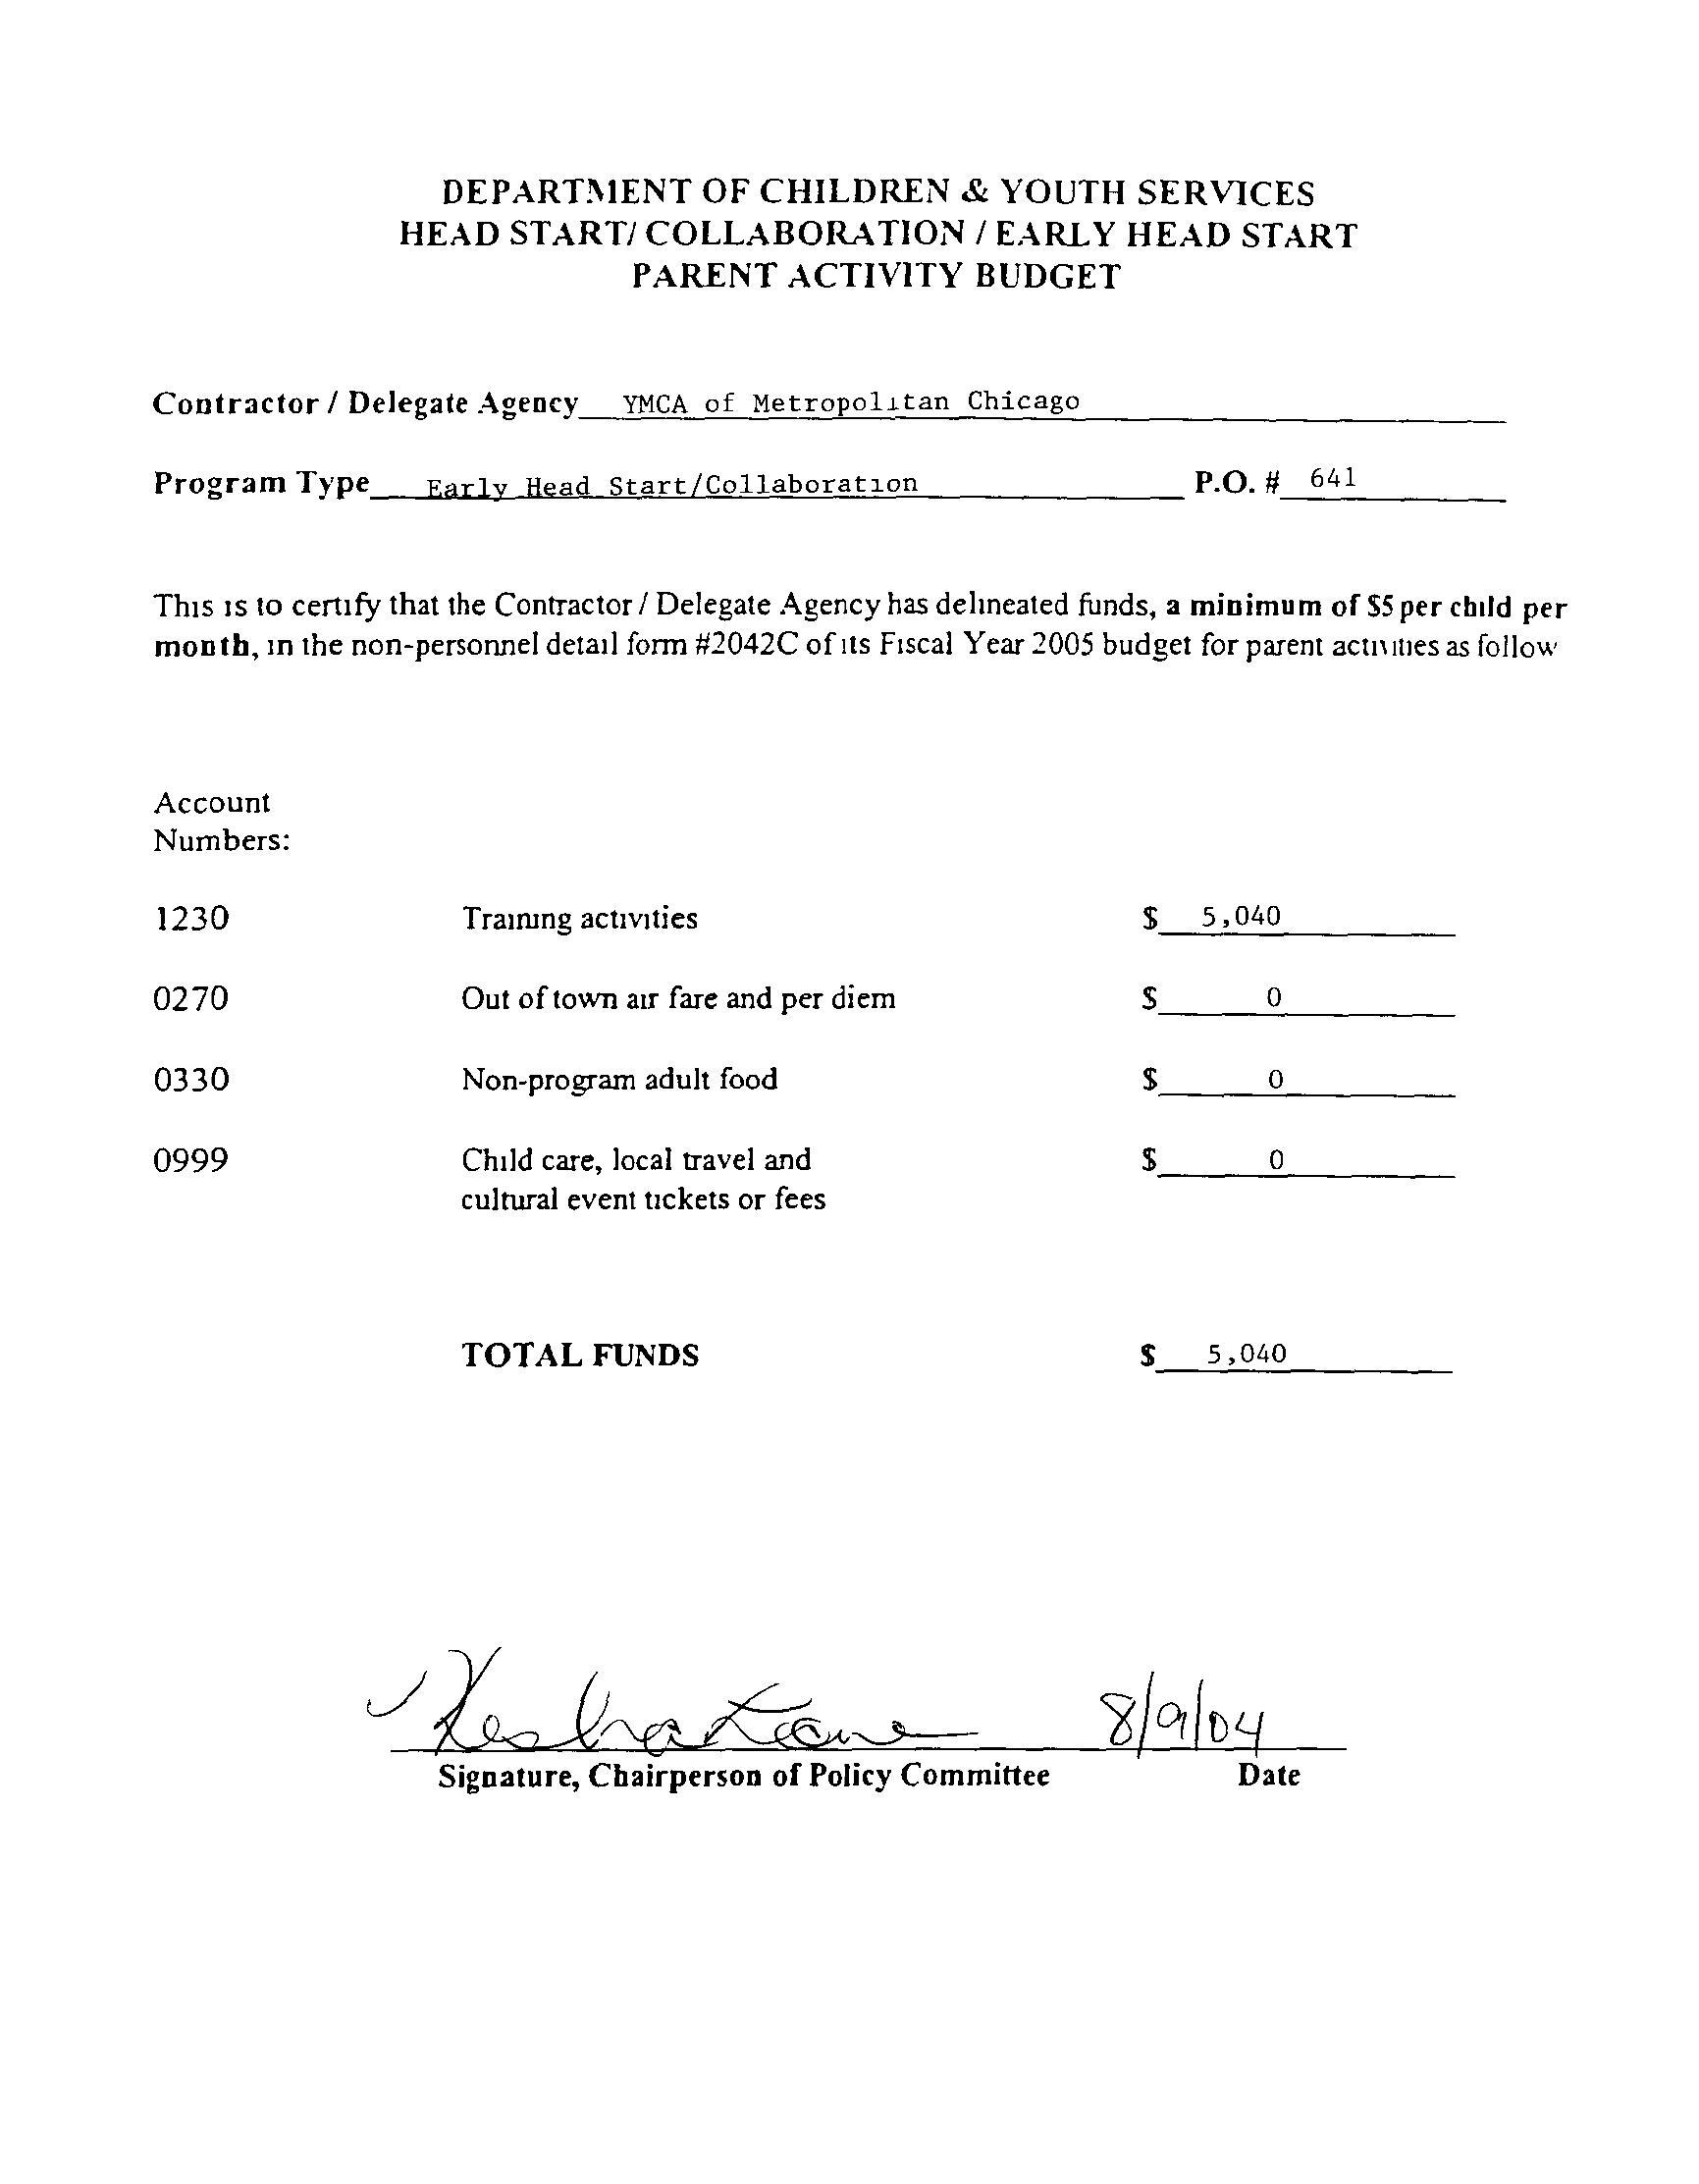 DEPARTMENT OF CHILDREN & YOUTH SERVICES
HEAD START/ COLLABORATION / EARLY HEAD START
PARENT ACTIVITY BUDGET
Contractor / Delegate Agency YMCA of Metropolitan Chicago
Program Type Early Head Start/Collaboration P.O. # 641
This is to certify that the Contractor / Delegate Agency has delineated funds, a minimum of $5 per child per
month, in the non-personnel detail form #2042C of its Fiscal Year 2005 budget for parent activities as follow
Account
Numbers:
1230 Training activities $ 5,040
0270 Out of town air fare and per diem $ 0
0330 Non-program adult food $ 0
0999 Child care, local travel and $ 0
cultural event tickets or fees
TOTAL FUNDS $ 5,040
8/9/04
Signature, Chairperson of Policy Committee Date